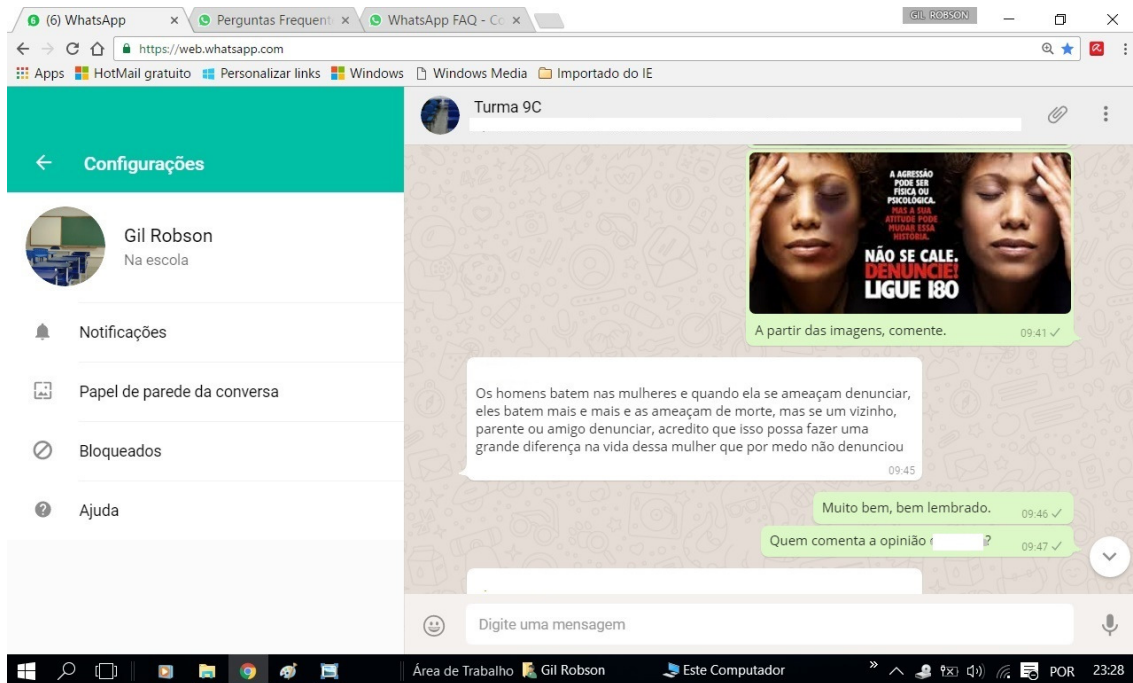 (6) WhatsApp
Perguntas Frequent
WhatsApp FAQ - Co
GIL ROBSON
https://web.whatsapp.com
Apps HotMail gratuito Personalizar links Windows Windows Media Importado do IE
Configurações
Gil Robson
Na escola
Notificações
Papel de parede da conversa
Bloqueados
Ajuda
Turma 9C
A AGRESSÃO
PODE SER
FÍSICA OU
PSICOLÓGICA.
MAS A SUA
ATITUDE PODE
MUDAR ESSA
HISTÓRIA.
NÃO SE CALE.
DENUNCIE!
LIGUE 180
A partir das imagens, comente.
09:41
Os homens batem nas mulheres e quando ela se ameaçam denunciar,
eles batem mais e mais e as ameaçam de morte, mas se um vizinho,
parente ou amigo denunciar, acredito que isso possa fazer uma
grande diferença na vida dessa mulher que por medo não denunciou
09:45
Muito bem, bem lembrado.
09:46
Quem comenta a opinião ?
09:47
Digite uma mensagem
Área de Trabalho Gil Robson Este Computador » POR 23:28